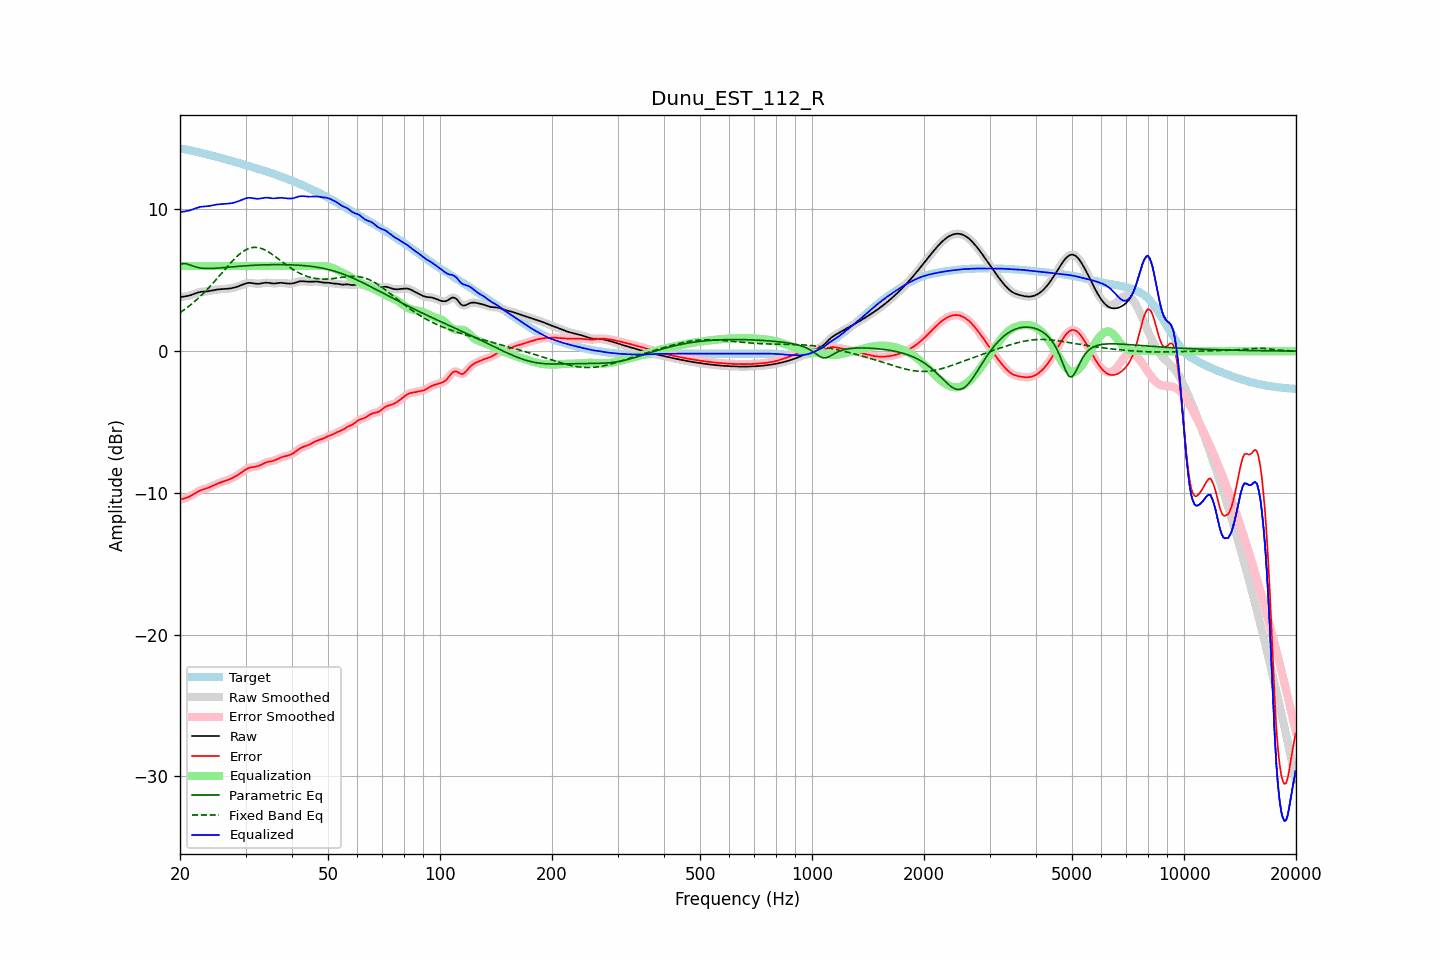 Dunu_EST_112_R
Amplitude (dBr)
10
0
−10
−20
−30
Target
Raw Smoothed
Error Smoothed
Raw
Error
Equalization
Parametric Eq
Fixed Band Eq
Equalized
20 50 100 200 500 1000 2000 5000 10000 20000
Frequency (Hz)